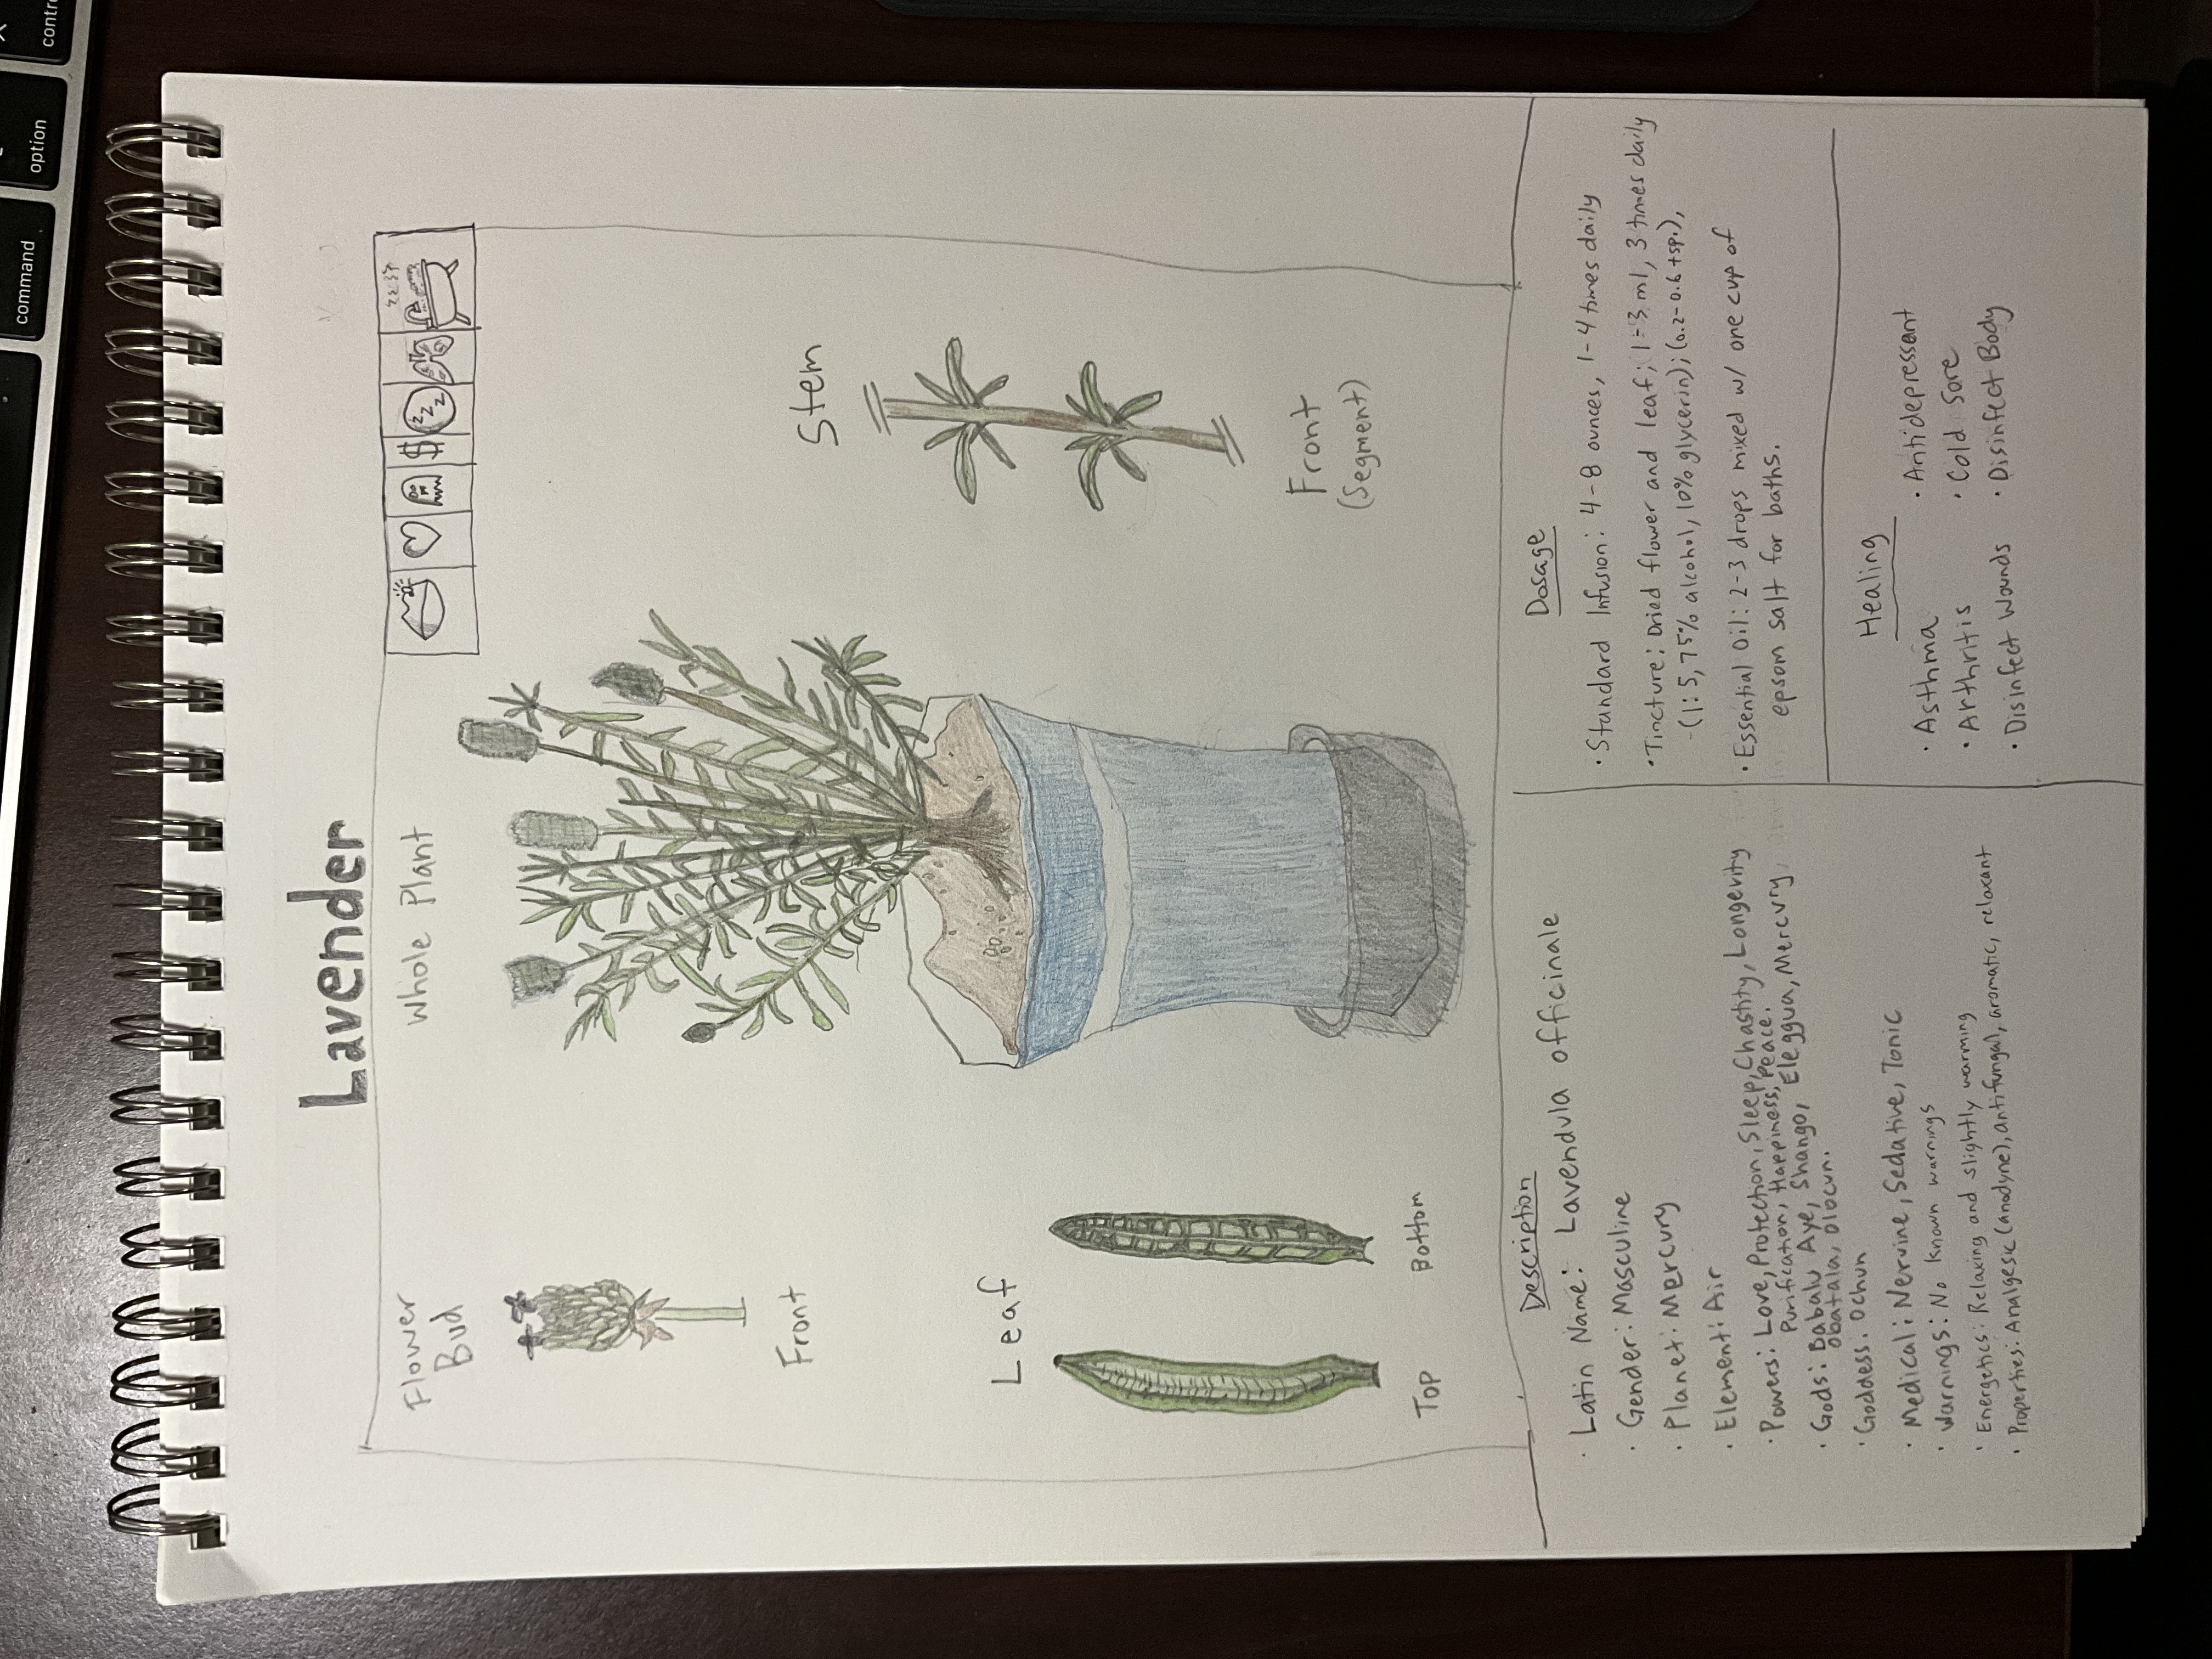 command
option
Lavender
Flower
Bud
Whole Plant
$
z z z
Front
Stem
Leaf
Front
(Segment)
Top
Bottom
Description
· Latin Name: Lavendula officinale
· Gender: Masculine
· Planet: Mercury
· Element: Air
· Powers: Love, Protection, Sleep, Chastity, Longevity
Purification, Happiness, Peace.
· Gods: Babalu Aye, Shango, Eleggua, Mercury,
Obatala, Olocun.
· Goddess. Ochun
· Medical: Nervine, Sedative, Tonic
· Warnings: No known warnings
· Energetics: Relaxing and slightly warming
· Properties: Analgesic (anodyne), antifungal, aromatic, relaxant
Dosage
· Standard Infusion: 4-8 ounces, 1-4 times daily
· Tincture; Dried flower and leaf; 1-3 ml, 3 times daily
-(1:5, 75% alcohol, 10% glycerin); (0.2-0.6 tsp.),
· Essential Oil: 2-3 drops mixed w/ one cup of
epsom salt for baths.
Healing
· Asthma
· Arthritis
· Disinfect Wounds
· Antidepressant
· Cold Sore
· Disinfect Body